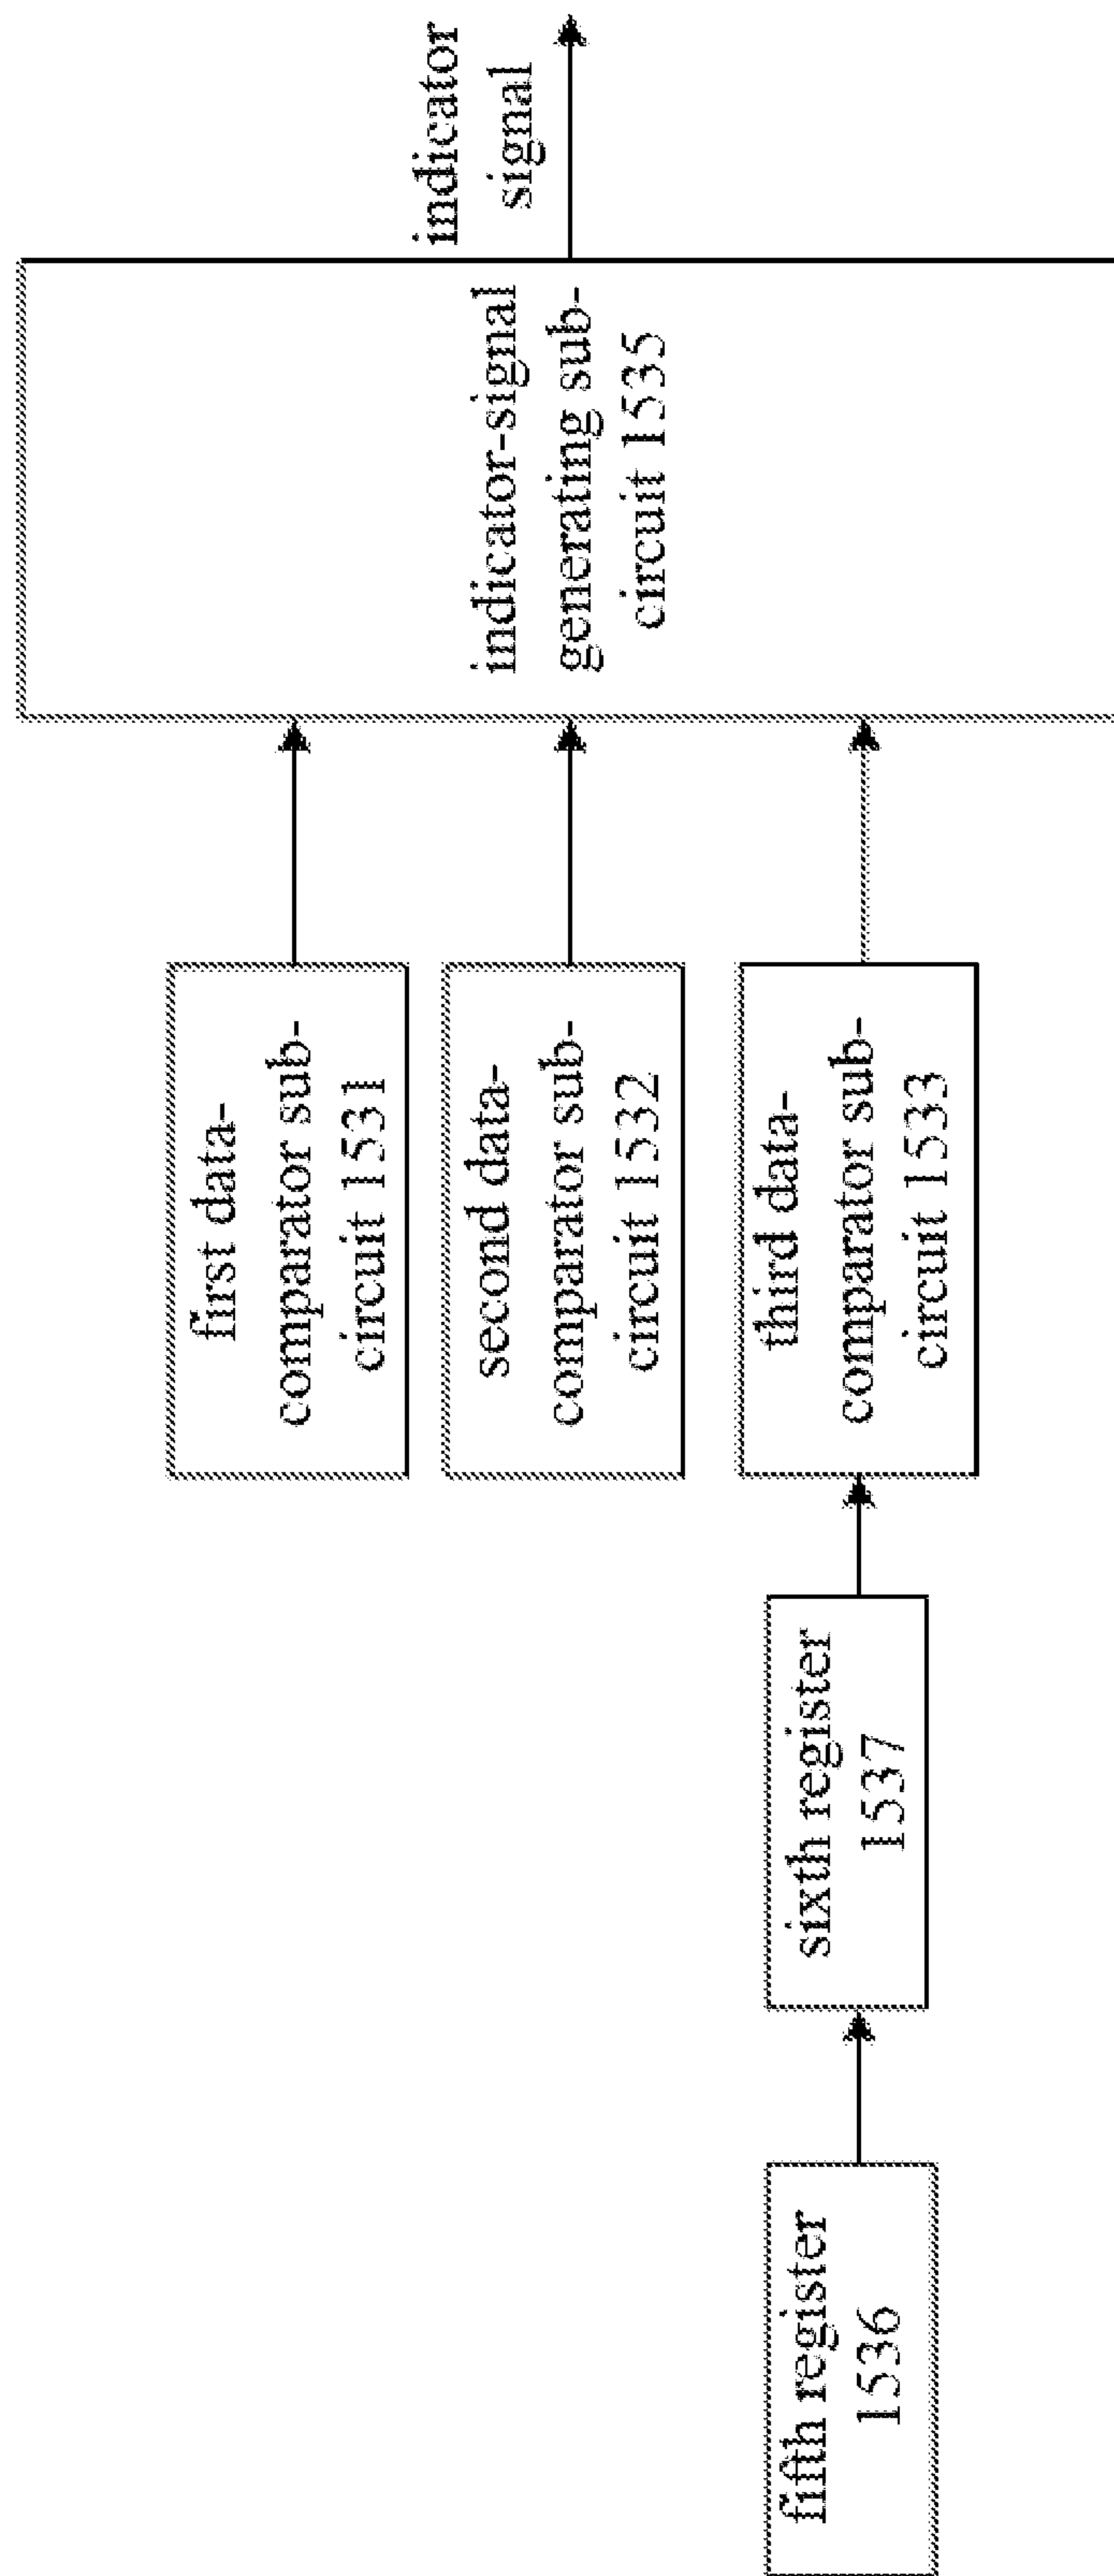 first data-
comparator sub-
circuit 1531
second data-
comparator sub-
circuit 1532
fifth register
1536
sixth register
1537
third data-
comparator sub-
circuit 1533
indicator-signal
generating sub-
circuit 1535
indicator
signal